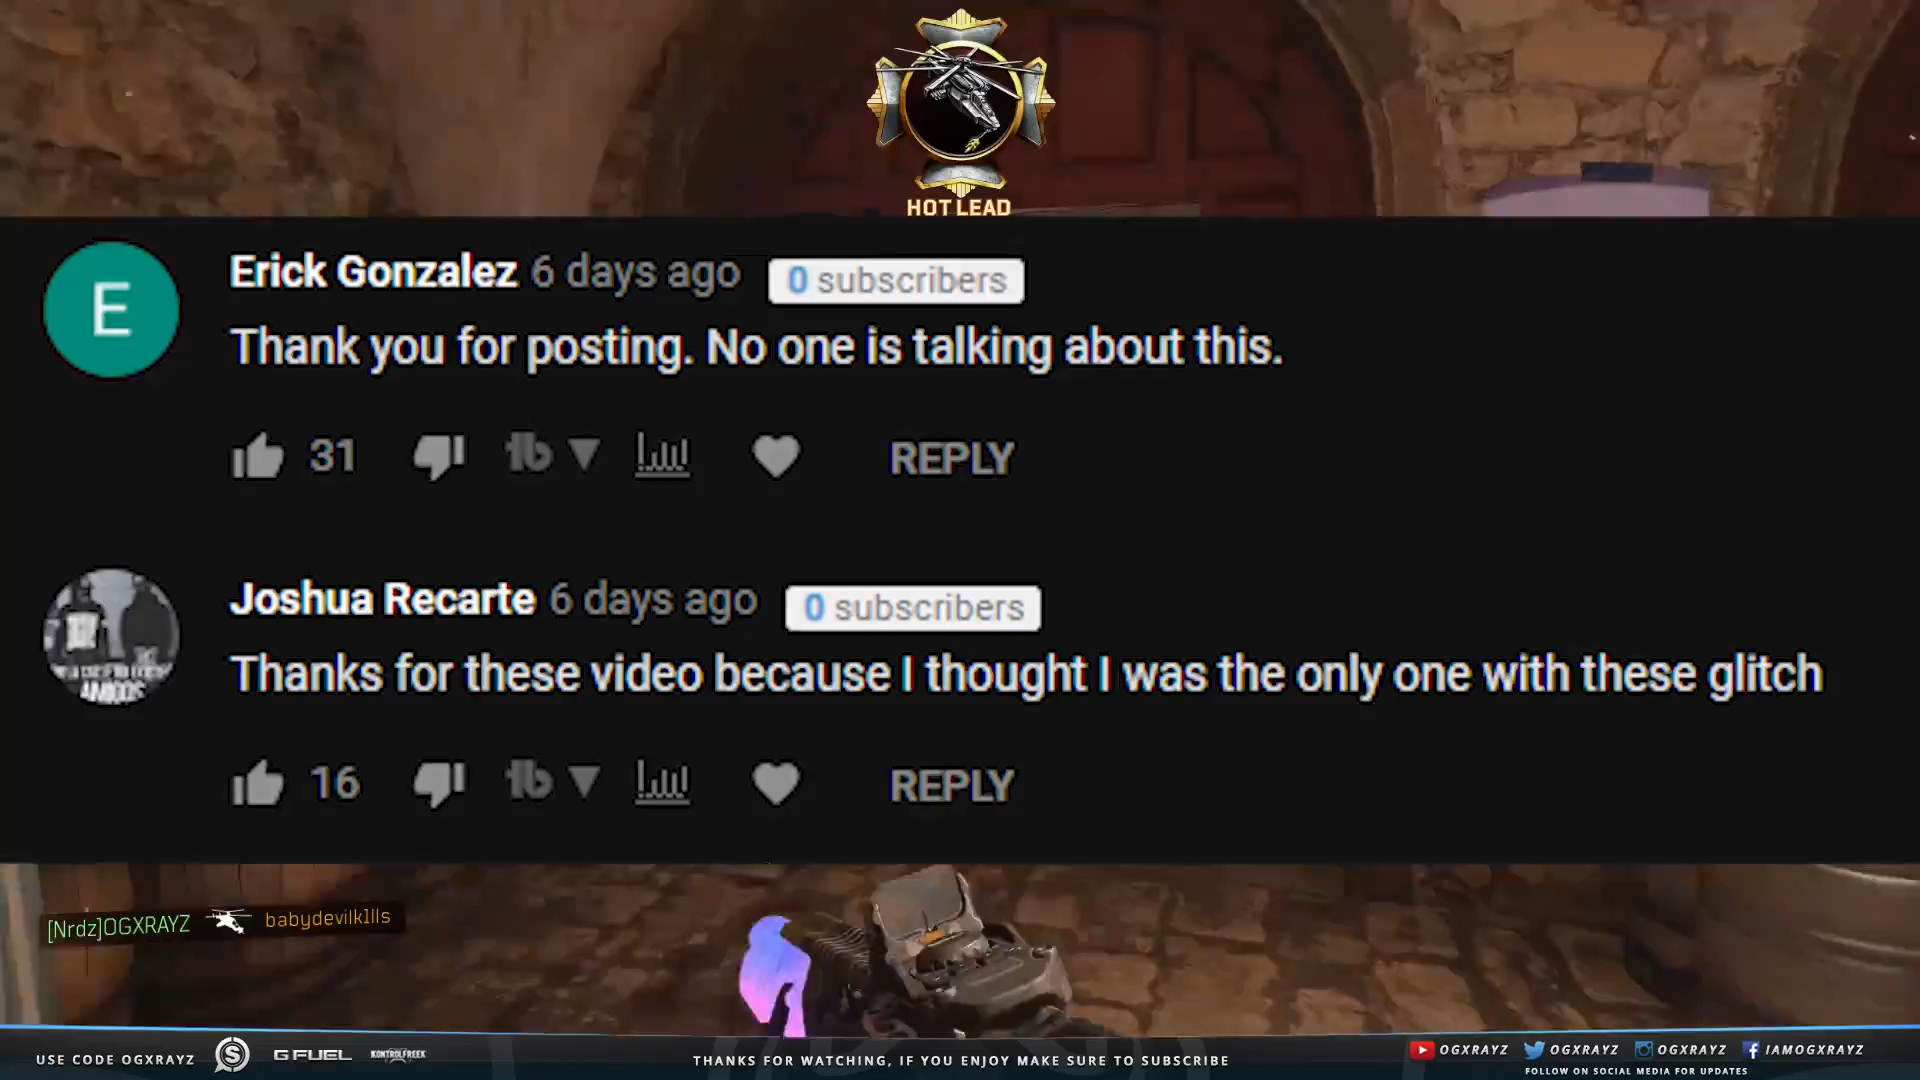 HOT LEAD
E
Erick Gonzalez 6 days ago 0 subscribers
Thank you for posting. No one is talking about this.
31 REPLY
Joshua Recarte 6 days ago 0 subscribers
Thanks for these video because I thought I was the only one with these glitch
AMIGOS
16 REPLY
[Nrdz]OGXRAYZ babydevilk1lls
USE CODE OGXRAYZ G FUEL KONTROLFREEK
THANKS FOR WATCHING, IF YOU ENJOY MAKE SURE TO SUBSCRIBE
OGXRAYZ OGXRAYZ OGXRAYZ IAMOGXRAYZ
FOLLOW ON SOCIAL MEDIA FOR UPDATES